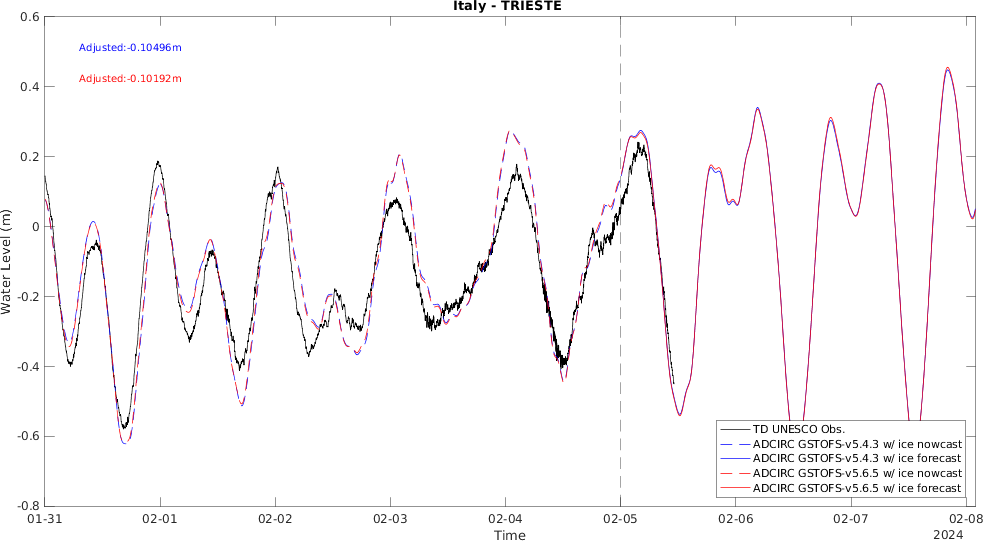 Italy - TRIESTE
Adjusted:-0.10496m
Adjusted:-0.10192m
Water Level (m)
0.6
0.4
0.2
0
-0.2
-0.4
-0.6
-0.8
TD UNESCO Obs.
ADCIRC GSTOFS-v5.4.3 w/ ice nowcast
ADCIRC GSTOFS-v5.4.3 w/ ice forecast
ADCIRC GSTOFS-v5.6.5 w/ ice nowcast
ADCIRC GSTOFS-v5.6.5 w/ ice forecast
01-31 02-01 02-02 02-03 02-04 02-05 02-06 02-07 02-08
Time
2024